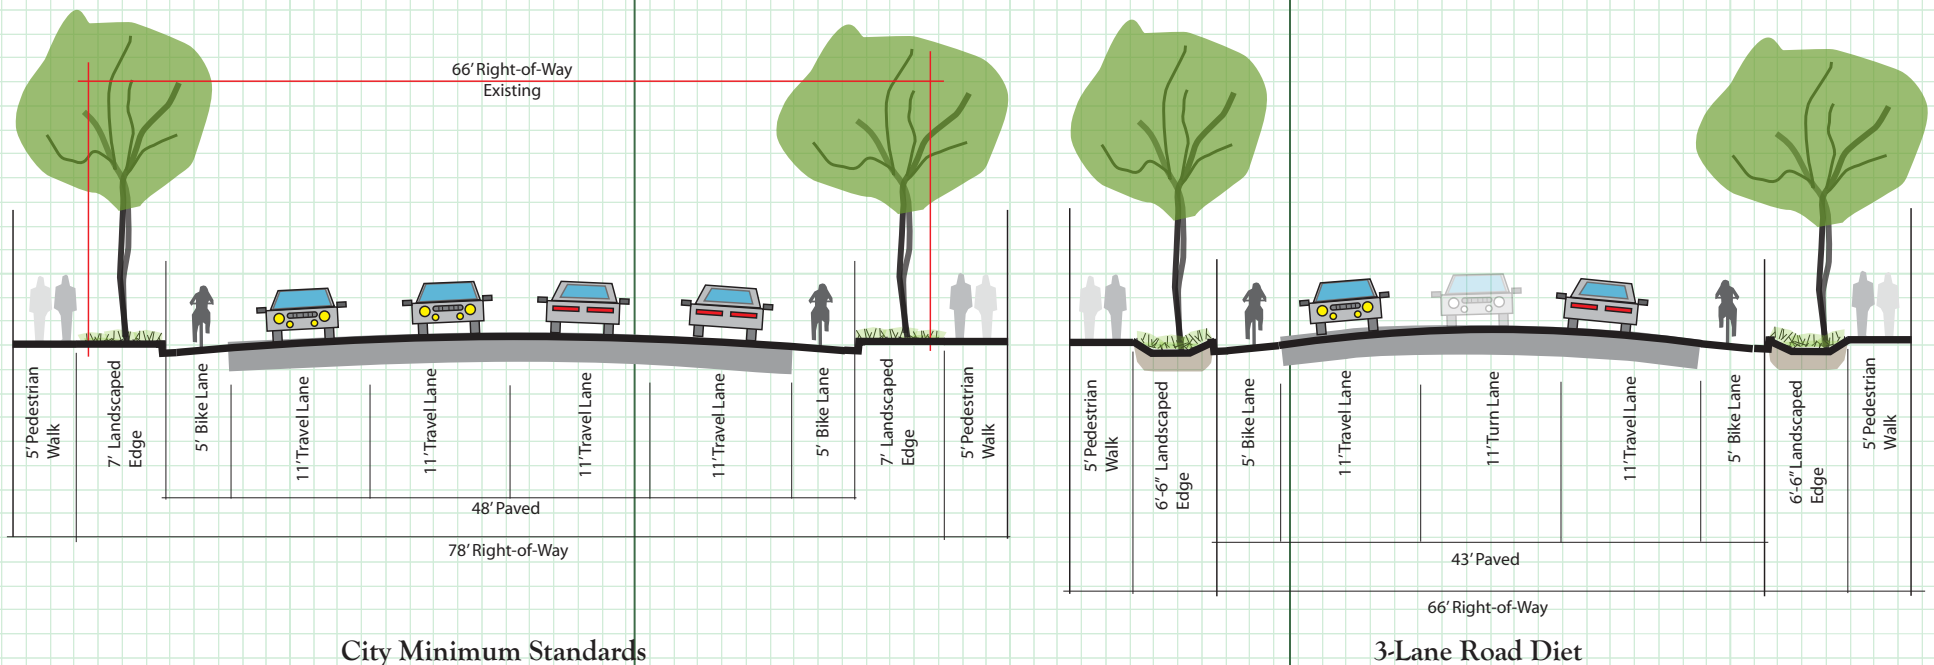 66' Right-of-Way
Existing
5' Pedestrian
Walk
7' Landscaped
Edge
5' Bike Lane
11' Travel Lane
11' Travel Lane
11' Travel Lane
11' Travel Lane
5' Bike Lane
7' Landscaped
Edge
5' Pedestrian
Walk
48' Paved
78' Right-of-Way
City Minimum Standards
5' Pedestrian
Walk
6'-6" Landscaped
Edge
5' Bike Lane
11' Travel Lane
11' Turn Lane
11' Travel Lane
5' Bike Lane
6'-6" Landscaped
Edge
5' Pedestrian
Walk
43' Paved
66' Right-of-Way
3-Lane Road Diet